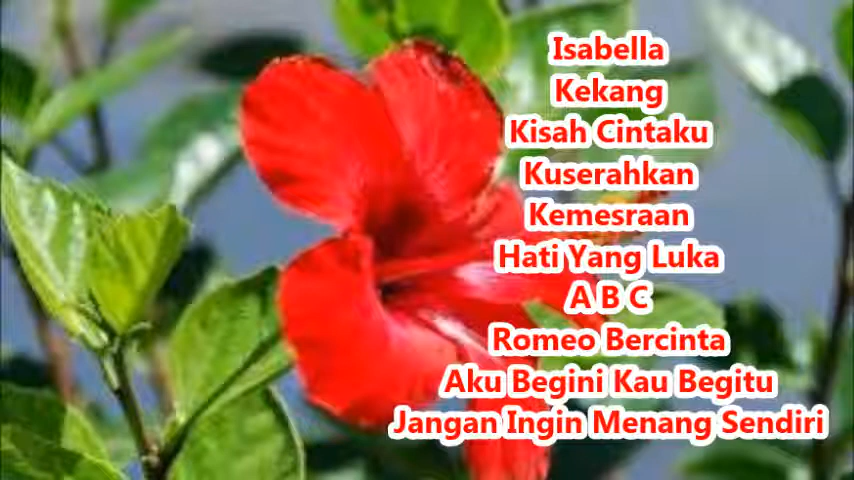 Isabella
Kekang
Kisah Cintaku
Kuserahkan
Kemesraan
Hati Yang Luka
A B C
Romeo Bercinta
Aku Begini Kau Begitu
Jangan Ingin Menang Sendiri